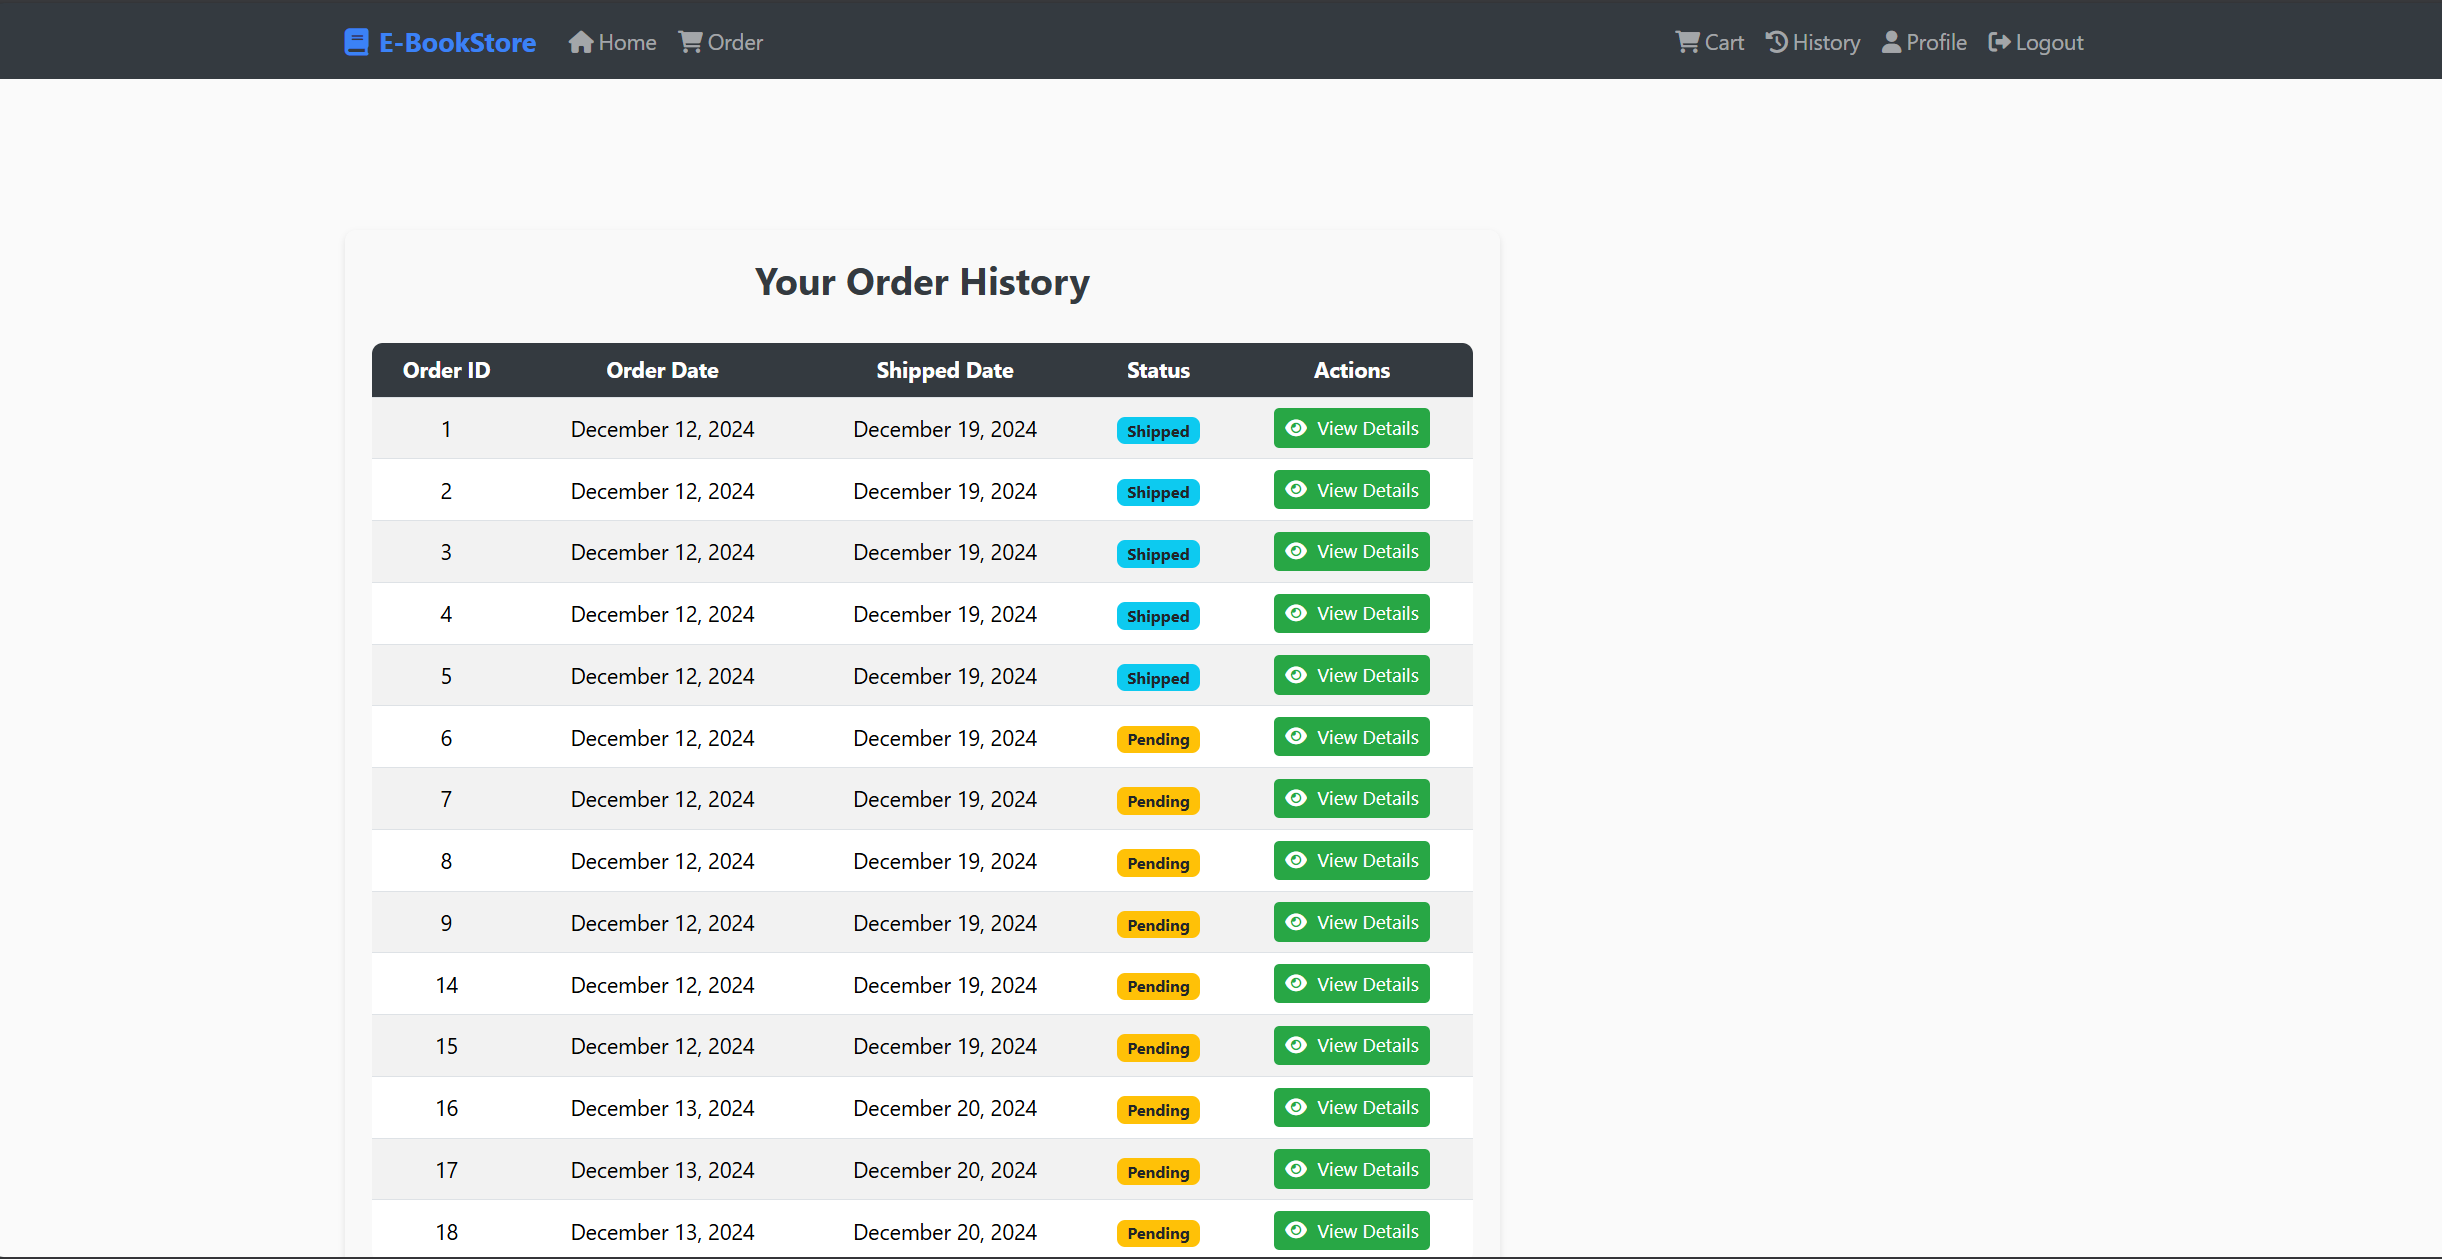 E-BookStore Home Order Cart History Profile Logout
Your Order History
Order ID Order Date Shipped Date Status Actions
1 December 12, 2024 December 19, 2024 Shipped View Details
2 December 12, 2024 December 19, 2024 Shipped View Details
3 December 12, 2024 December 19, 2024 Shipped View Details
4 December 12, 2024 December 19, 2024 Shipped View Details
5 December 12, 2024 December 19, 2024 Shipped View Details
6 December 12, 2024 December 19, 2024 Pending View Details
7 December 12, 2024 December 19, 2024 Pending View Details
8 December 12, 2024 December 19, 2024 Pending View Details
9 December 12, 2024 December 19, 2024 Pending View Details
14 December 12, 2024 December 19, 2024 Pending View Details
15 December 12, 2024 December 19, 2024 Pending View Details
16 December 13, 2024 December 20, 2024 Pending View Details
17 December 13, 2024 December 20, 2024 Pending View Details
18 December 13, 2024 December 20, 2024 Pending View Details